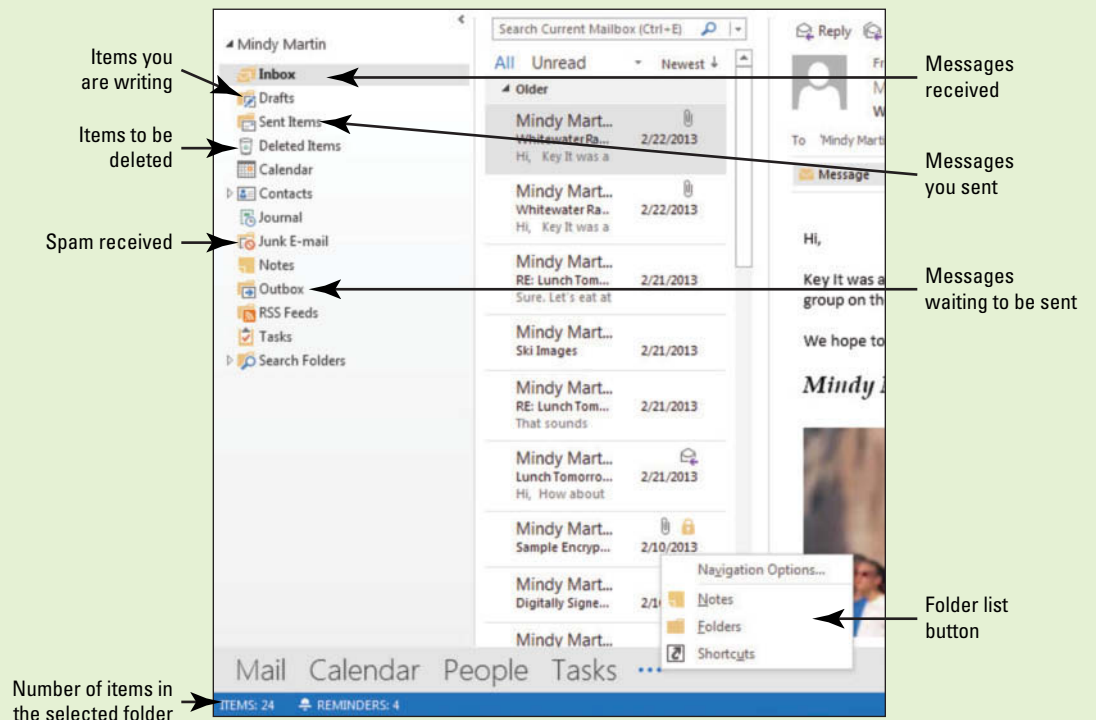 Items you
are writing
Items to be
deleted
Spam received
Number of items in
the selected folder
Mindy Martin
Inbox
Drafts
Sent Items
Deleted Items
Calendar
Contacts
Journal
Junk E-mail
Notes
Outbox
RSS Feeds
Tasks
Search Folders
Search Current Mailbox (Ctrl+E)
All Unread Newest
Older
Mindy Mart...
Whitewater Ra... 2/22/2013
Hi, Key It was a
Mindy Mart...
Whitewater Ra.. 2/22/2013
Hi, Key It was a
Mindy Mart...
RE: Lunch Tom... 2/21/2013
Sure. Let's eat at
Mindy Mart...
Ski Images 2/21/2013
Mindy Mart...
RE: Lunch Tom... 2/21/2013
That sounds
Mindy Mart...
Lunch Tomorro... 2/21/2013
Hi, How about
Mindy Mart...
Sample Encryp... 2/10/2013
Mindy Mart...
Digitally Signe... 2/1
Mindy Mart...
Reply
Fr
M
W
To 'Mindy Marti
Message
Hi,
Key It was a
group on th
We hope to
Mindy
Navigation Options...
Notes
Folders
Shortcuts
Mail Calendar People Tasks ...
ITEMS: 24 REMINDERS: 4
Messages
received
Messages
you sent
Messages
waiting to be sent
Folder list
button